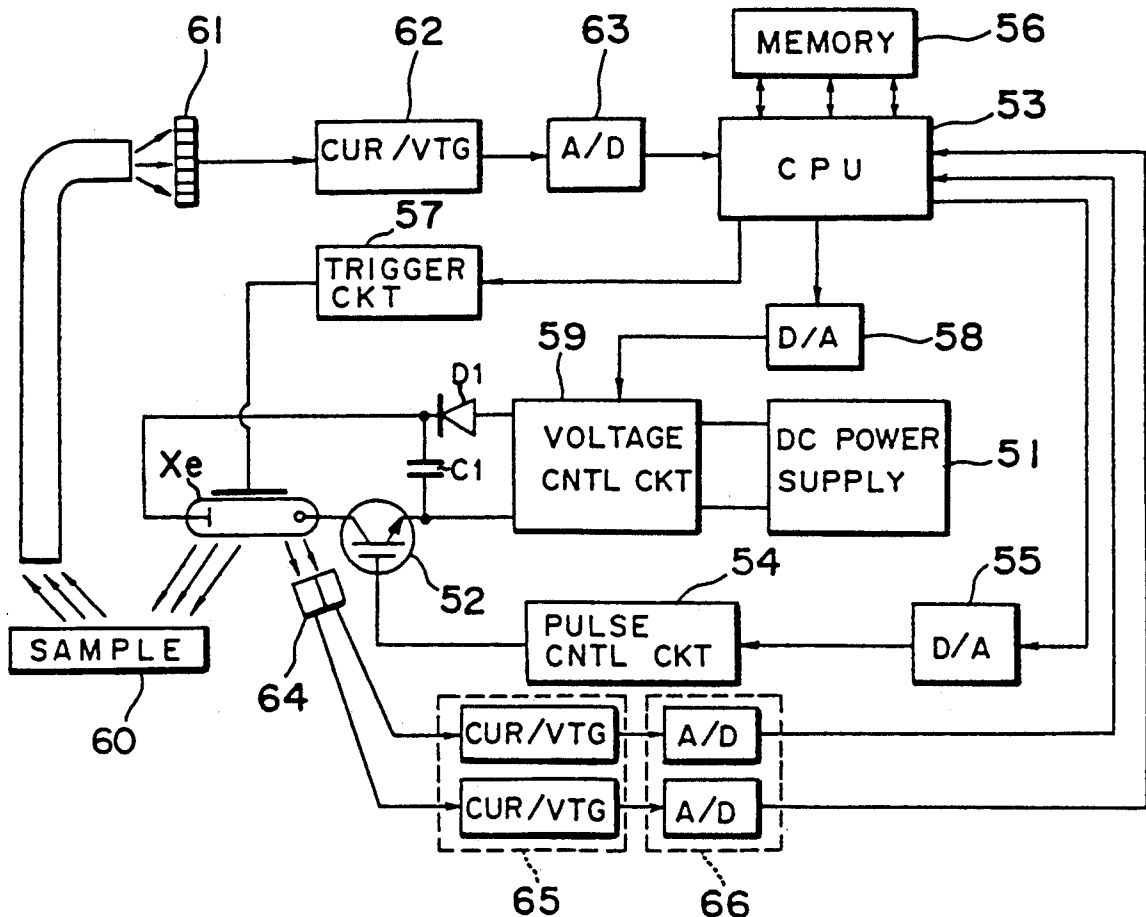 61
62
63
MEMORY
56
53
CUR/VTG
A/D
CPU
57
TRIGGER
CKT
D/A
58
59
D1
VOLTAGE
CNTL CKT
DC POWER
SUPPLY
51
C1
Xe
52
54
55
PULSE
CNTL CKT
D/A
SAMPLE
64
60
CUR/VTG
A/D
CUR/VTG
A/D
65
66